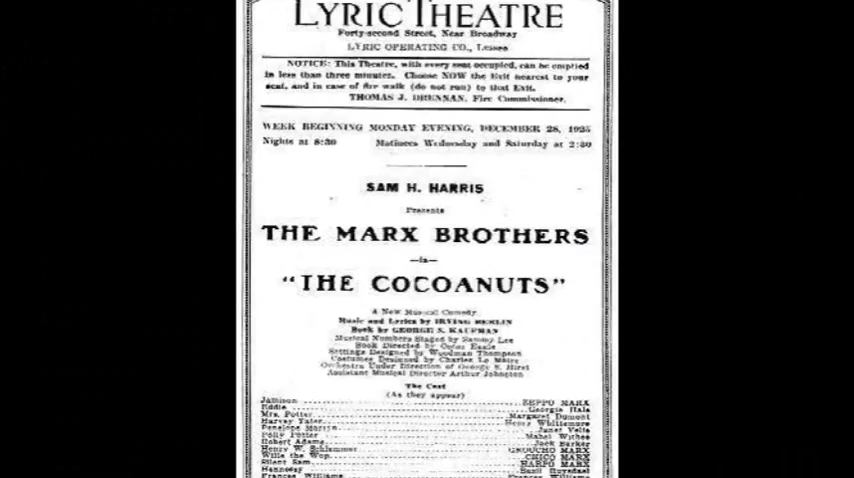 LYRIC THEATRE
Forty-second Street, Near Broadway
LYRIC OPERATING CO., Lessee
NOTICE: This Theatre, with every seat occupied, can be emptied
in less than three minutes. Choose NOW the Exit nearest to your
seat, and in case of fire walk (do not run) to that Exit.
THOMAS J. DRENNAN, Fire Commissioner.
WEEK BEGINNING MONDAY EVENING, DECEMBER 28, 1925
Nights at 8:30 Matinees Wednesday and Saturday at 2:30
SAM H. HARRIS
Presents
THE MARX BROTHERS
—in—
"THE COCOANUTS"
A New Musical Comedy
Music and Lyrics by IRVING BERLIN
Book by GEORGE S. KAUFMAN
Musical Numbers Staged by Sammy Lee
Book Directed by Oscar Eagle
Settings Designed by Woodman Thompson
Costumes Designed by Charles Le Maire
Orchestra Under Direction of George S. Hirst
Assistant Musical Director Arthur Johnston
The Cast
(As they appear)
Jamison ZEPPO MARX
Eddie Georgie Hale
Mrs. Potter Margaret Dumont
Harvey Yates Henry Whittemore
Penelope Martyn Janet Velie
Polly Potter Mabel Withee
Robert Adams Jack Barker
Henry W. Schlemmer GROUCHO MARX
Willie the Wop CHICO MARX
Silent Sam HARPO MARX
Hennessy Basil Ruysdael
Frances Williams Frances Williams